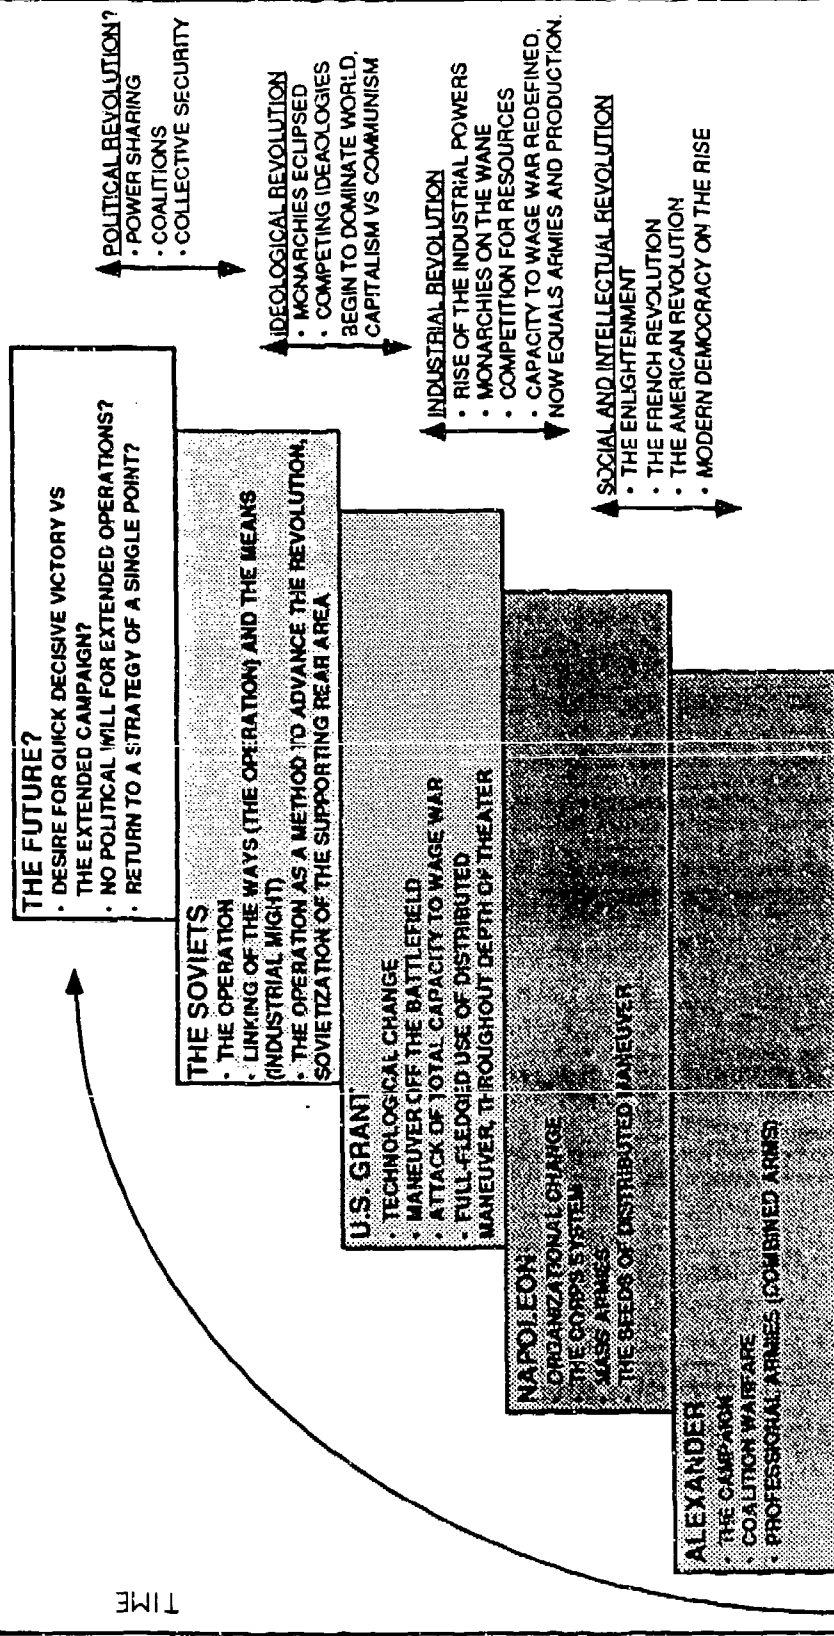 TIME
THE FUTURE?
• DESIRE FOR QUICK DECISIVE VICTORY VS
THE EXTENDED CAMPAIGN?
• NO POLITICAL WILL FOR EXTENDED OPERATIONS?
• RETURN TO A STRATEGY OF A SINGLE POINT?
POLITICAL REVOLUTION?
• POWER SHARING
• COALITIONS
• COLLECTIVE SECURITY
THE SOVIETS
• THE OPERATION
• LINKING OF THE WAYS (THE OPERATION) AND THE MEANS
(INDUSTRIAL MIGHT)
• THE OPERATION AS A METHOD TO ADVANCE THE REVOLUTION,
SOVIETIZATION OF THE SUPPORTING REAR AREA
IDEOLOGICAL REVOLUTION
• MONARCHIES ECLIPSED
• COMPETING IDEAOLOGIES
BEGIN TO DOMINATE WORLD,
CAPITALISM VS COMMUNISM
U.S. GRANT
• TECHNOLOGICAL CHANGE
• MANEUVER OFF THE BATTLEFIELD
• ATTACK OF TOTAL CAPACITY TO WAGE WAR
• FULL-FLEDGED USE OF DISTRIBUTED
MANEUVER, THROUGHOUT DEPTH OF THEATER
INDUSTRIAL REVOLUTION
• RISE OF THE INDUSTRIAL POWERS
• MONARCHIES ON THE WANE
• COMPETITION FOR RESOURCES
• CAPACITY TO WAGE WAR REDEFINED,
NOW EQUALS ARMIES AND PRODUCTION.
NAPOLEON
• ORGANIZATIONAL CHANGE
• THE CORPS SYSTEM
• MASS ARMIES
• THE SEEDS OF DISTRIBUTED MANEUVER
SOCIAL AND INTELLECTUAL REVOLUTION
• THE ENLIGHTENMENT
• THE FRENCH REVOLUTION
• THE AMERICAN REVOLUTION
• MODERN DEMOCRACY ON THE RISE
ALEXANDER
• THE CAMPAIGN
• COALITION WARFARE
• PROFESSIONAL ARMIES (COMBINED ARMS)